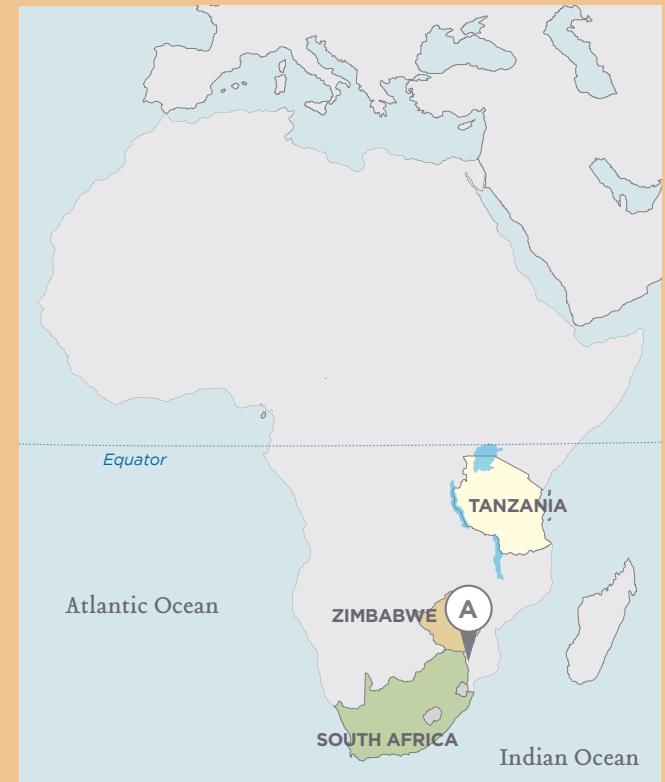 Equator
TANZANIA
Atlantic Ocean
ZIMBABWE
A
SOUTH AFRICA
Indian Ocean